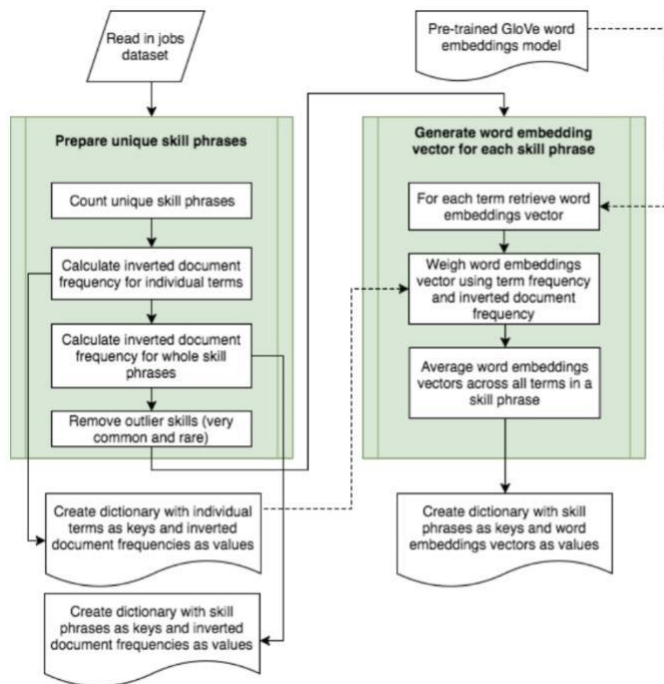 Read in jobs
dataset
Pre-trained GloVe word
embeddings model
Prepare unique skill phrases
Count unique skill phrases
Calculate inverted document
frequency for individual terms
Calculate inverted document
frequency for whole skill
phrases
Remove outlier skills (very
common and rare)
Generate word embedding
vector for each skill phrase
For each term retrieve word
embeddings vector
Weigh word embeddings
vector using term frequency
and inverted document
frequency
Average word embeddings
vectors across all terms in a
skill phrase
Create dictionary with individual
terms as keys and inverted
document frequencies as values
Create dictionary with skill
phrases as keys and word
embeddings vectors as values
Create dictionary with skill
phrases as keys and inverted
document frequencies as values